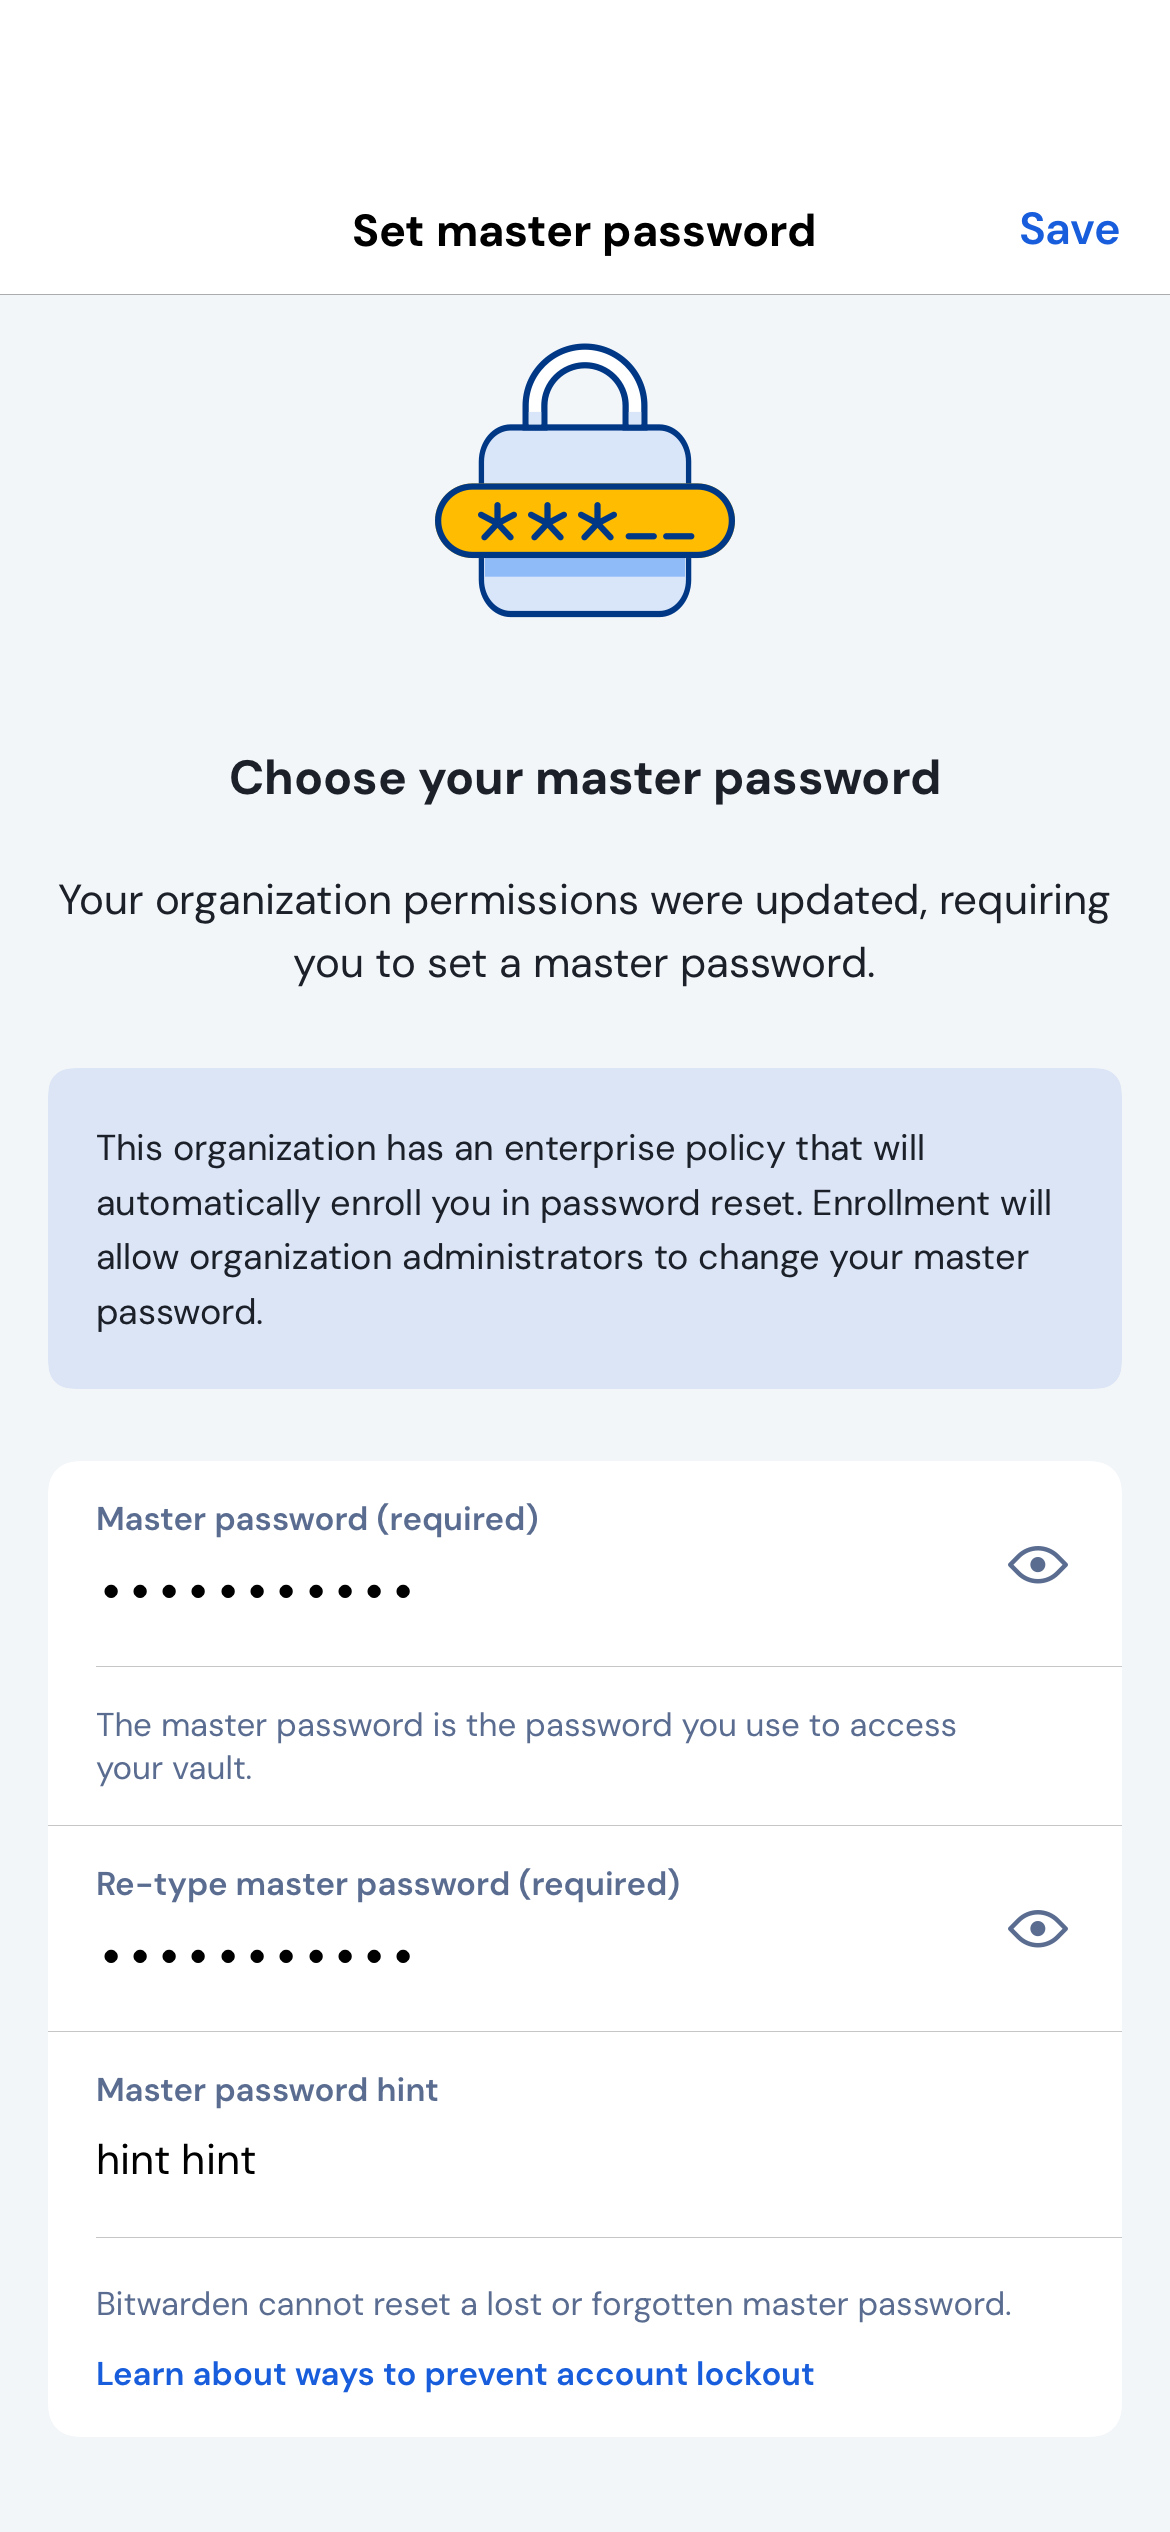 Set master password
Save
***__
Choose your master password
Your organization permissions were updated, requiring
you to set a master password.
This organization has an enterprise policy that will
automatically enroll you in password reset. Enrollment will
allow organization administrators to change your master
password.
Master password (required)
•••••••••••
The master password is the password you use to access
your vault.
Re-type master password (required)
•••••••••••
Master password hint
hint hint
Bitwarden cannot reset a lost or forgotten master password.
Learn about ways to prevent account lockout